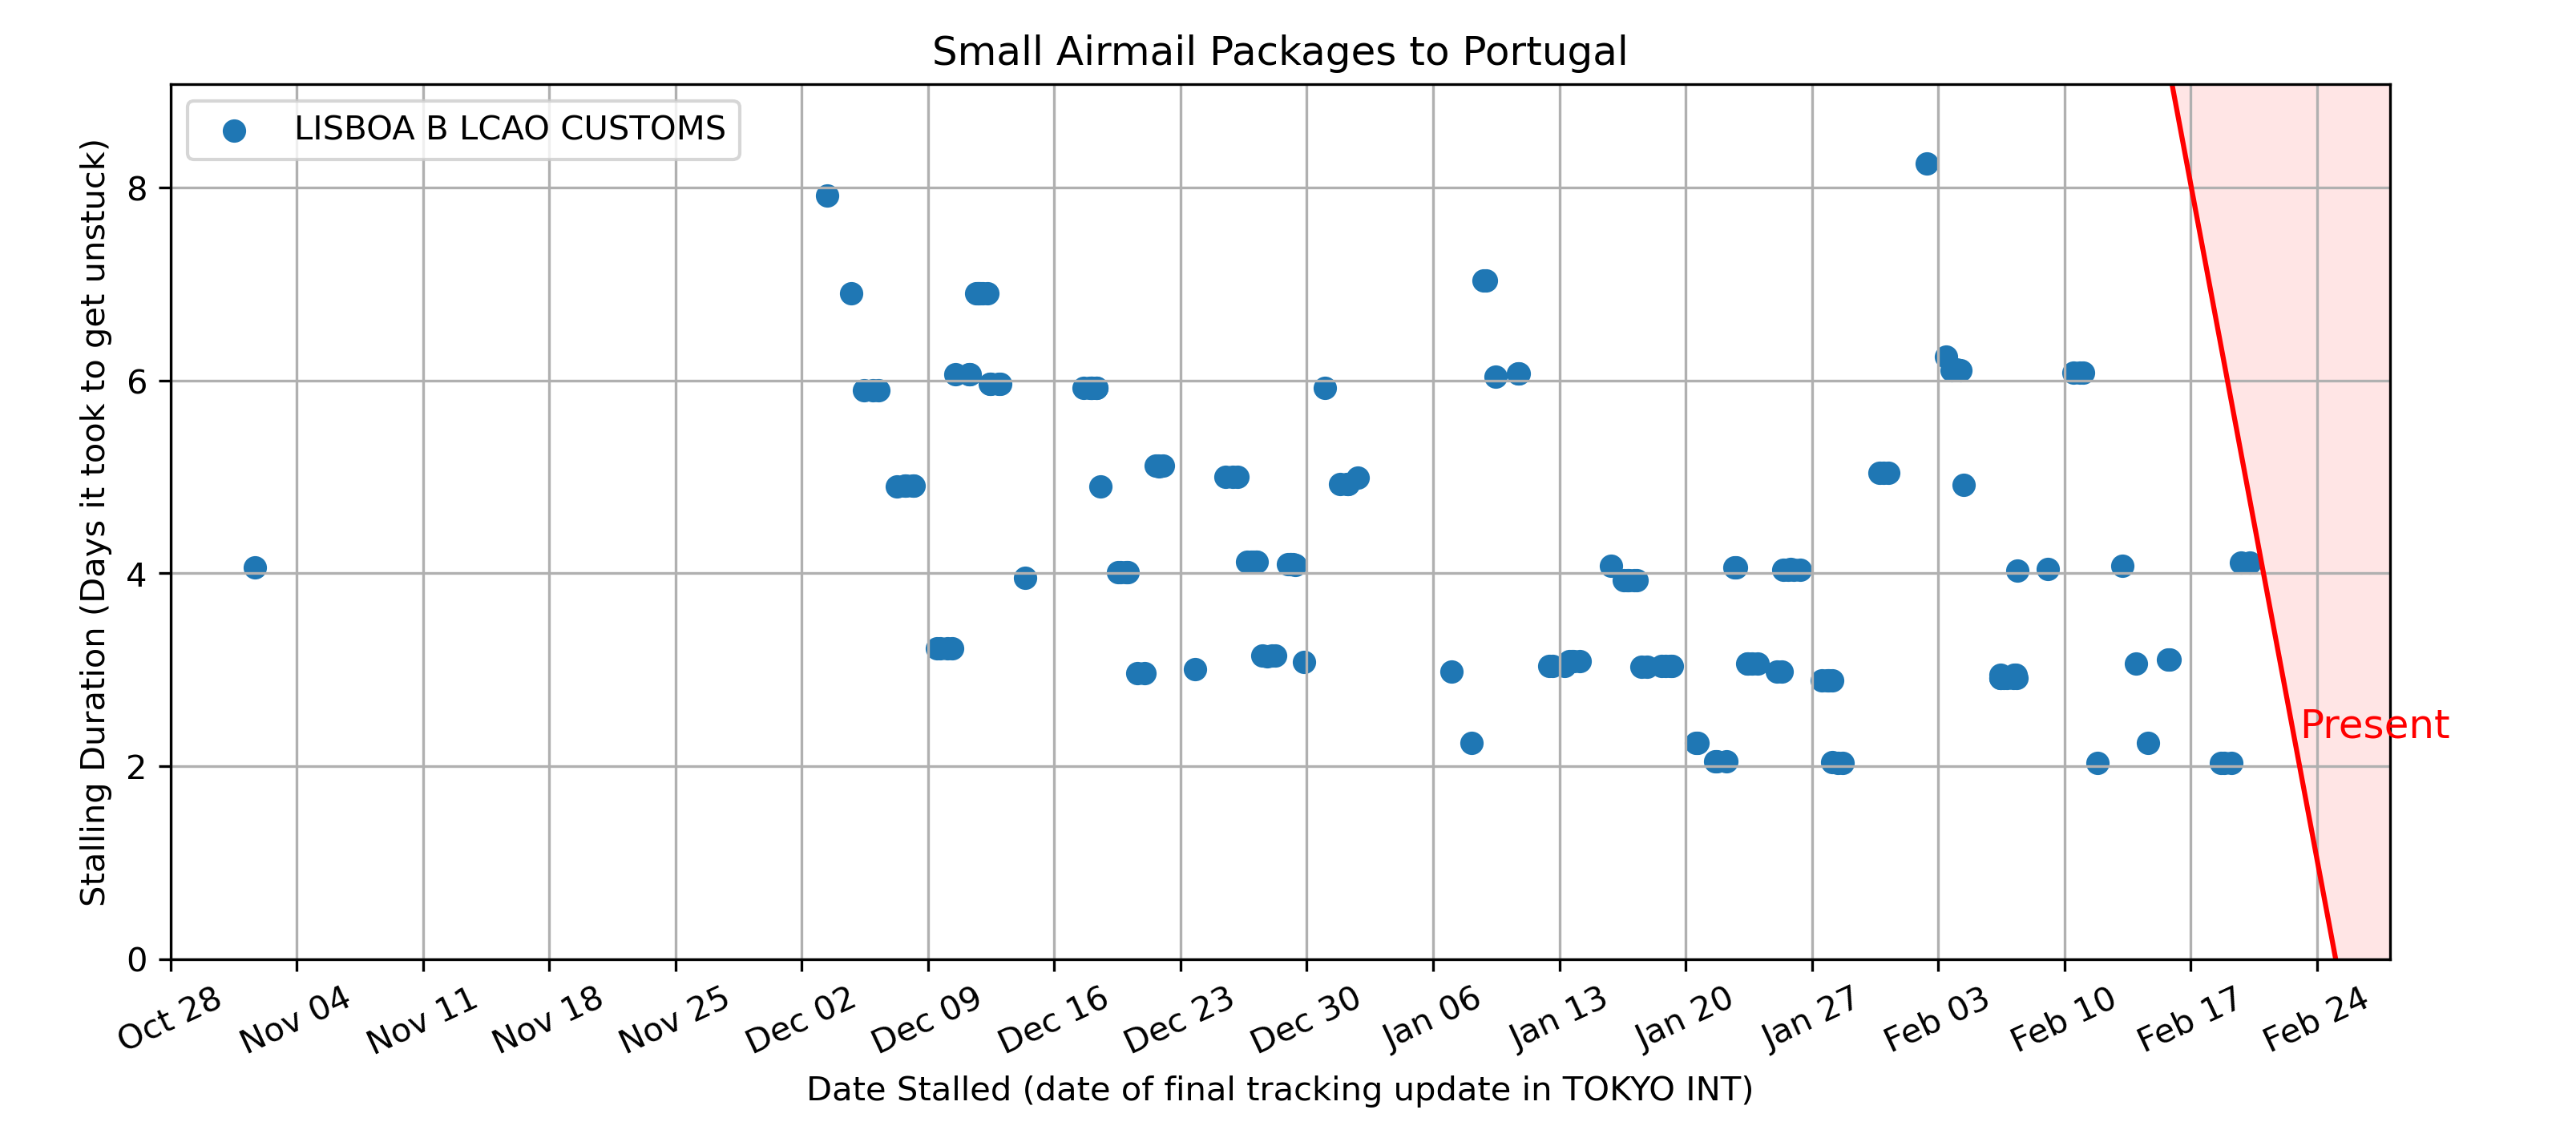 Small Airmail Packages to Portugal
LISBOA B LCAO CUSTOMS
Stalling Duration (Days it took to get unstuck)
8
6
4
2
0
Present
Oct 28 Nov 04 Nov 11 Nov 18 Nov 25 Dec 02 Dec 09 Dec 16 Dec 23 Dec 30 Jan 06 Jan 13 Jan 20 Jan 27 Feb 03 Feb 10 Feb 17 Feb 24
Date Stalled (date of final tracking update in TOKYO INT)